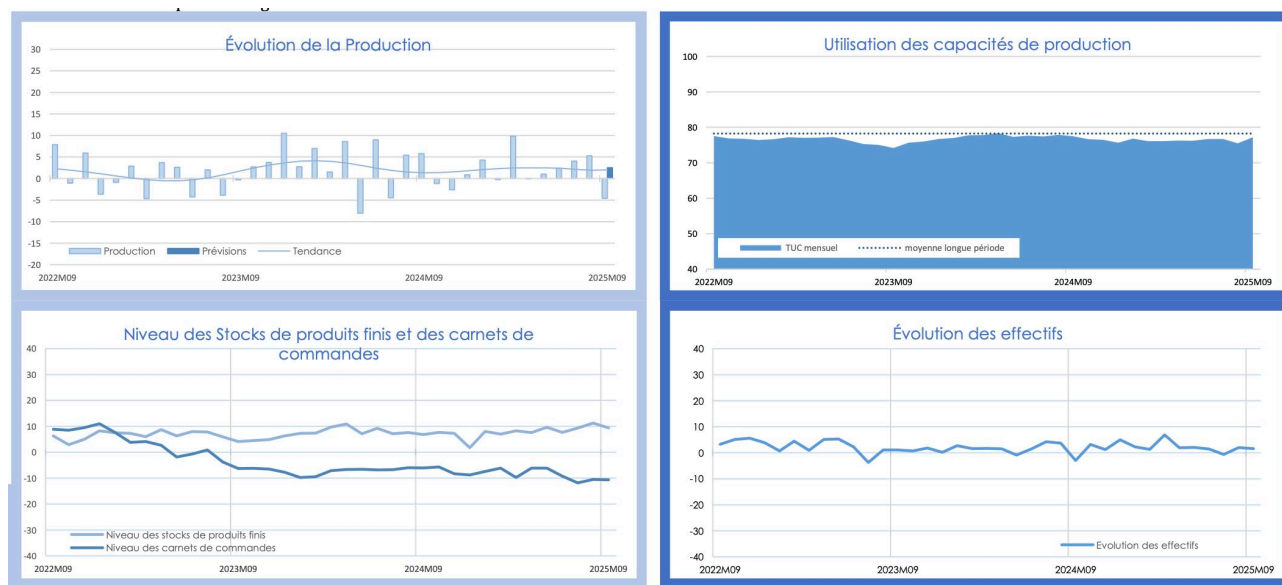 Évolution de la Production
30
25
20
15
10
5
0
-5
-10
-15
-20
Production Prévisions Tendance
2022M09 2023M09 2024M09 2025M09
Utilisation des capacités de production
100
90
80
70
60
50
40
TUC mensuel moyenne longue période
2022M09 2023M09 2024M09 2025M09
Niveau des Stocks de produits finis et des carnets de
commandes
40
30
20
10
0
-10
-20
-30
-40
Niveau des stocks de produits finis
Niveau des carnets de commandes
2022M09 2023M09 2024M09 2025M09
Évolution des effectifs
40
30
20
10
0
-10
-20
-30
-40
Evolution des effectifs
2022M09 2023M09 2024M09 2025M09